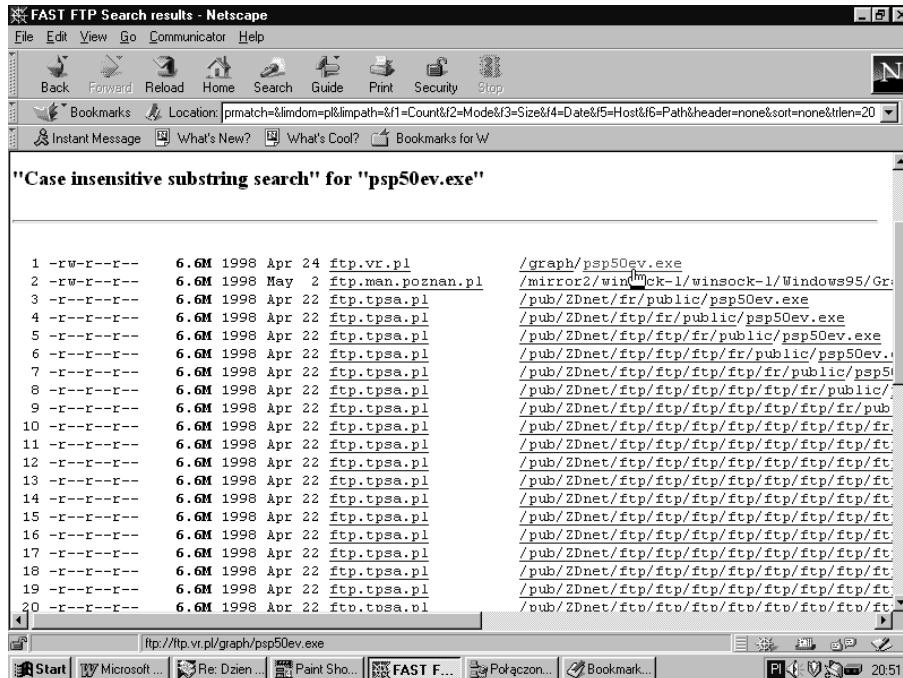 FAST FTP Search results - Netscape
File Edit View Go Communicator Help
Back Forward Reload Home Search Guide Print Security Stop
N
Bookmarks Location: prmatch=&limdom=pl&limpath=&f1=Count&f2=Mode&f3=Size&f4=Date&f5=Host&f6=Path&header=none&sort=none&trlen=20
Instant Message What's New? What's Cool? Bookmarks for W
"Case insensitive substring search" for "psp50ev.exe"
1 -rw-r--r-- 6.6M 1998 Apr 24 ftp.vr.pl /graph/psp50ev.exe
2 -rw-r--r-- 6.6M 1998 May 2 ftp.man.poznan.pl /mirror2/winsock-l/winsock-l/Windows95/Gra
3 -r--r--r-- 6.6M 1998 Apr 22 ftp.tpsa.pl /pub/ZDnet/fr/public/psp50ev.exe
4 -r--r--r-- 6.6M 1998 Apr 22 ftp.tpsa.pl /pub/ZDnet/ftp/fr/public/psp50ev.exe
5 -r--r--r-- 6.6M 1998 Apr 22 ftp.tpsa.pl /pub/ZDnet/ftp/ftp/fr/public/psp50ev.exe
6 -r--r--r-- 6.6M 1998 Apr 22 ftp.tpsa.pl /pub/ZDnet/ftp/ftp/ftp/fr/public/psp50ev.
7 -r--r--r-- 6.6M 1998 Apr 22 ftp.tpsa.pl /pub/ZDnet/ftp/ftp/ftp/ftp/fr/public/psp50
8 -r--r--r-- 6.6M 1998 Apr 22 ftp.tpsa.pl /pub/ZDnet/ftp/ftp/ftp/ftp/ftp/fr/public/
9 -r--r--r-- 6.6M 1998 Apr 22 ftp.tpsa.pl /pub/ZDnet/ftp/ftp/ftp/ftp/ftp/ftp/fr/pub
10 -r--r--r-- 6.6M 1998 Apr 22 ftp.tpsa.pl /pub/ZDnet/ftp/ftp/ftp/ftp/ftp/ftp/ftp/fr
11 -r--r--r-- 6.6M 1998 Apr 22 ftp.tpsa.pl /pub/ZDnet/ftp/ftp/ftp/ftp/ftp/ftp/ftp/ft
12 -r--r--r-- 6.6M 1998 Apr 22 ftp.tpsa.pl /pub/ZDnet/ftp/ftp/ftp/ftp/ftp/ftp/ftp/ft
13 -r--r--r-- 6.6M 1998 Apr 22 ftp.tpsa.pl /pub/ZDnet/ftp/ftp/ftp/ftp/ftp/ftp/ftp/ft
14 -r--r--r-- 6.6M 1998 Apr 22 ftp.tpsa.pl /pub/ZDnet/ftp/ftp/ftp/ftp/ftp/ftp/ftp/ft
15 -r--r--r-- 6.6M 1998 Apr 22 ftp.tpsa.pl /pub/ZDnet/ftp/ftp/ftp/ftp/ftp/ftp/ftp/ft
16 -r--r--r-- 6.6M 1998 Apr 22 ftp.tpsa.pl /pub/ZDnet/ftp/ftp/ftp/ftp/ftp/ftp/ftp/ft
17 -r--r--r-- 6.6M 1998 Apr 22 ftp.tpsa.pl /pub/ZDnet/ftp/ftp/ftp/ftp/ftp/ftp/ftp/ft
18 -r--r--r-- 6.6M 1998 Apr 22 ftp.tpsa.pl /pub/ZDnet/ftp/ftp/ftp/ftp/ftp/ftp/ftp/ft
19 -r--r--r-- 6.6M 1998 Apr 22 ftp.tpsa.pl /pub/ZDnet/ftp/ftp/ftp/ftp/ftp/ftp/ftp/ft
20 -r--r--r-- 6.6M 1998 Apr 22 ftp.tpsa.pl /pub/ZDnet/ftp/ftp/ftp/ftp/ftp/ftp/ftp/ft
ftp://ftp.vr.pl/graph/psp50ev.exe
Start Microsoft ... Re: Dzien ... Paint Sho... FAST F... Połączon... Bookmark... Pl 20:51